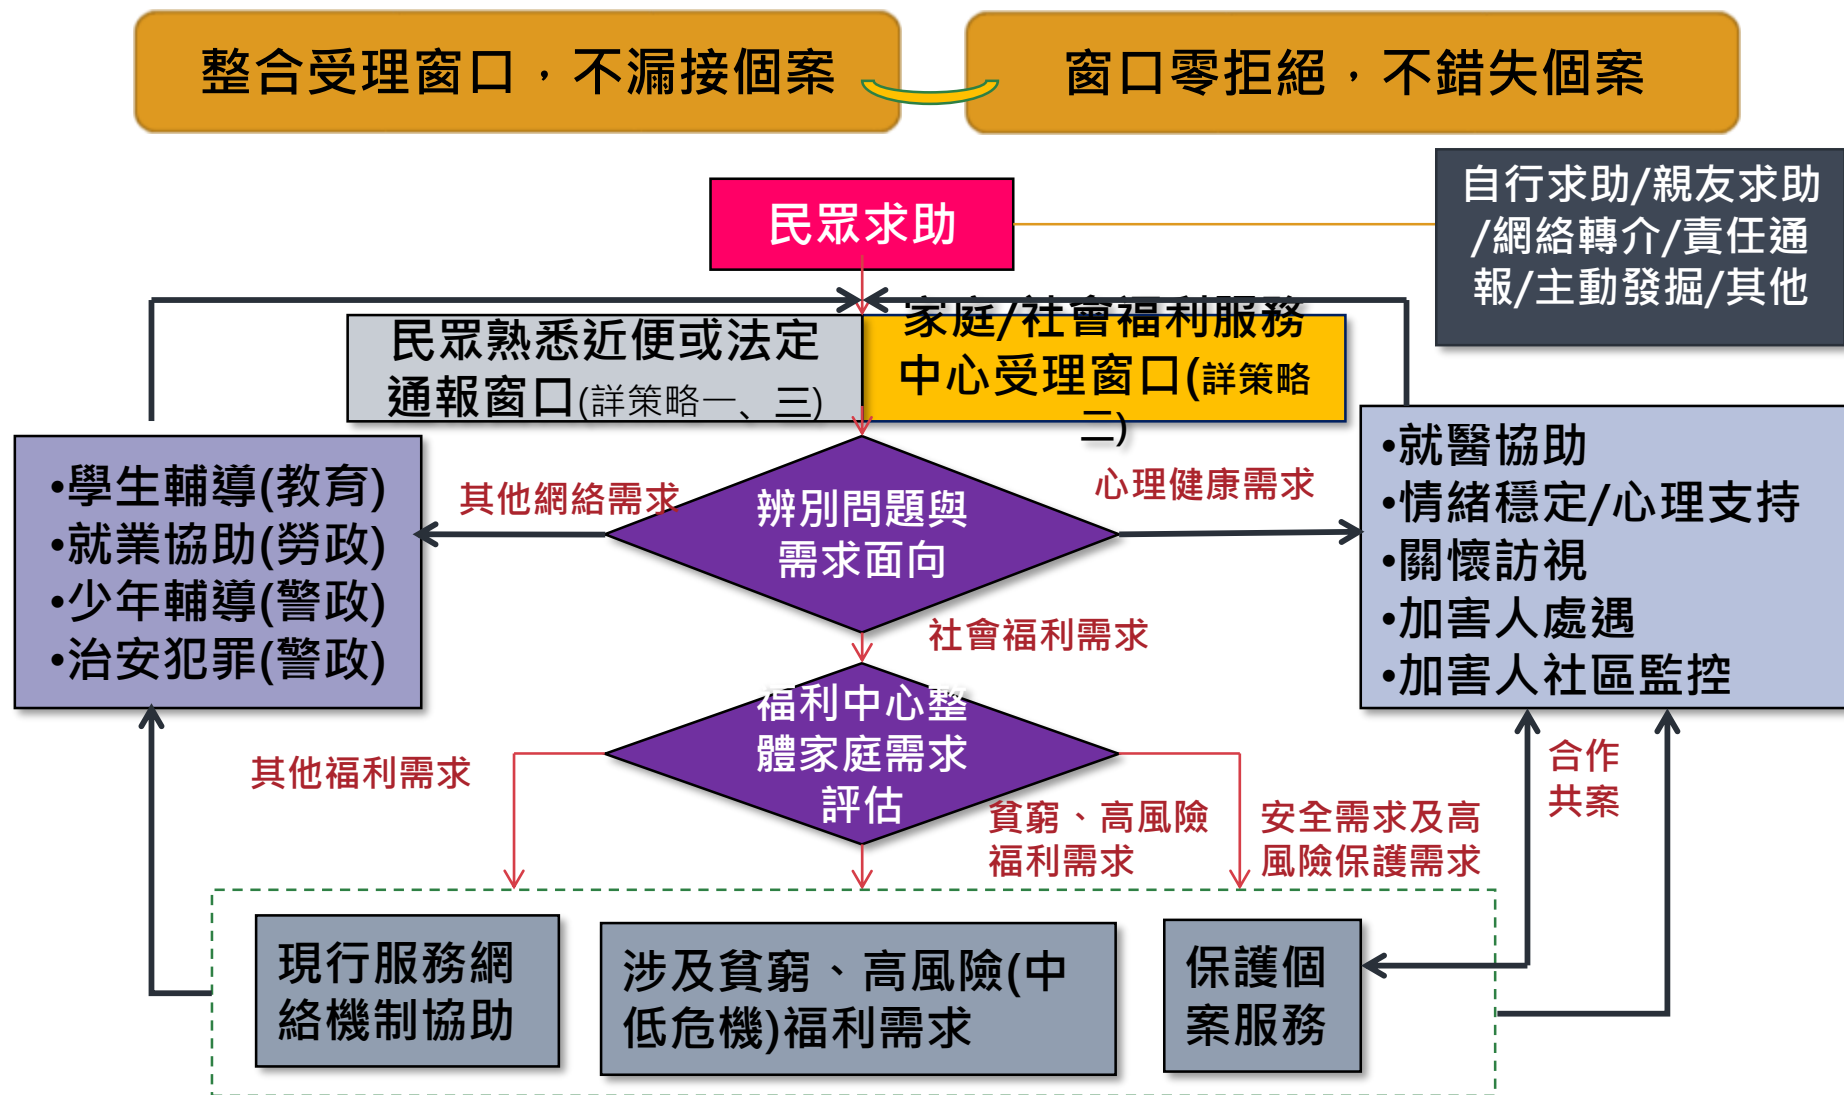 整合受理窗口，不漏接個案
窗口零拒絕，不錯失個案
民眾求助
自行求助/親友求助
/網絡轉介/責任通
報/主動發掘/其他
民眾熟悉近便或法定
通報窗口(詳策略一、三)
家庭/社會福利服務
中心受理窗口(詳策略
二)
•學生輔導(教育)
•就業協助(勞政)
•少年輔導(警政)
•治安犯罪(警政)
其他網絡需求
辨別問題與
需求面向
心理健康需求
•就醫協助
•情緒穩定/心理支持
•關懷訪視
•加害人處遇
•加害人社區監控
社會福利需求
福利中心整
體家庭需求
評估
其他福利需求
貧窮、高風險
福利需求
安全需求及高
風險保護需求
合作
共案
現行服務網
絡機制協助
涉及貧窮、高風險(中
低危機)福利需求
保護個
案服務